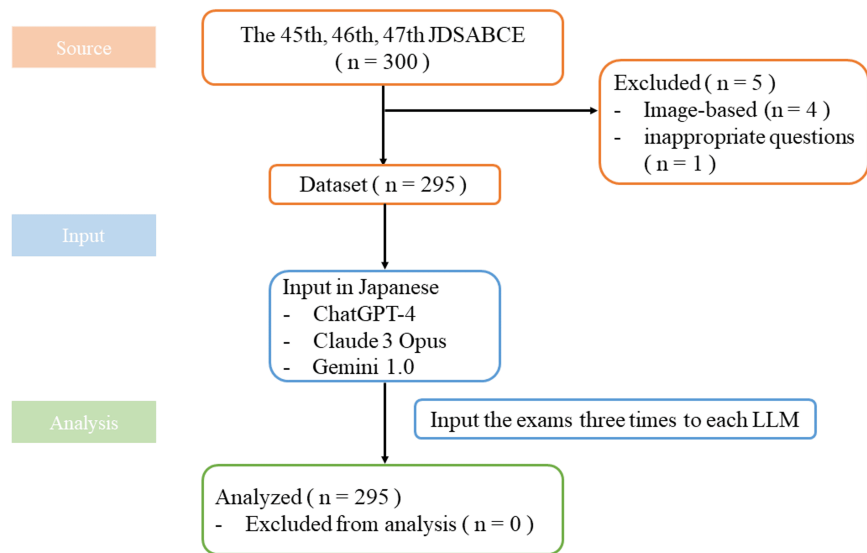 Source
The 45th, 46th, 47th JDSABCE
( n = 300 )
Excluded ( n = 5 )
- Image-based (n = 4 )
- inappropriate questions
( n = 1 )
Dataset ( n = 295 )
Input
Input in Japanese
- ChatGPT-4
- Claude 3 Opus
- Gemini 1.0
Analysis
Input the exams three times to each LLM
Analyzed ( n = 295 )
- Excluded from analysis ( n = 0 )